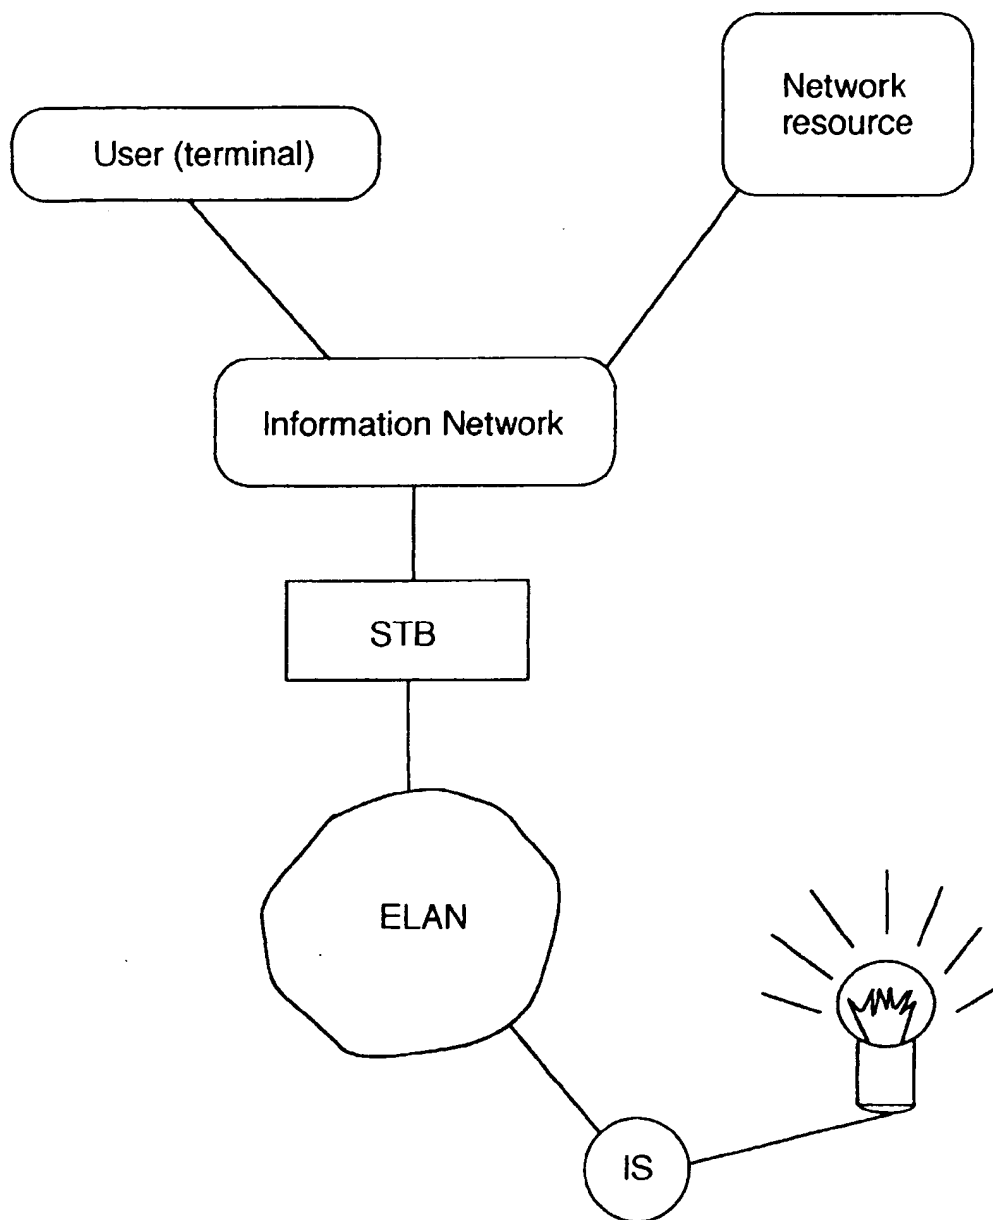 Network
resource
User (terminal)
Information Network
STB
ELAN
IS